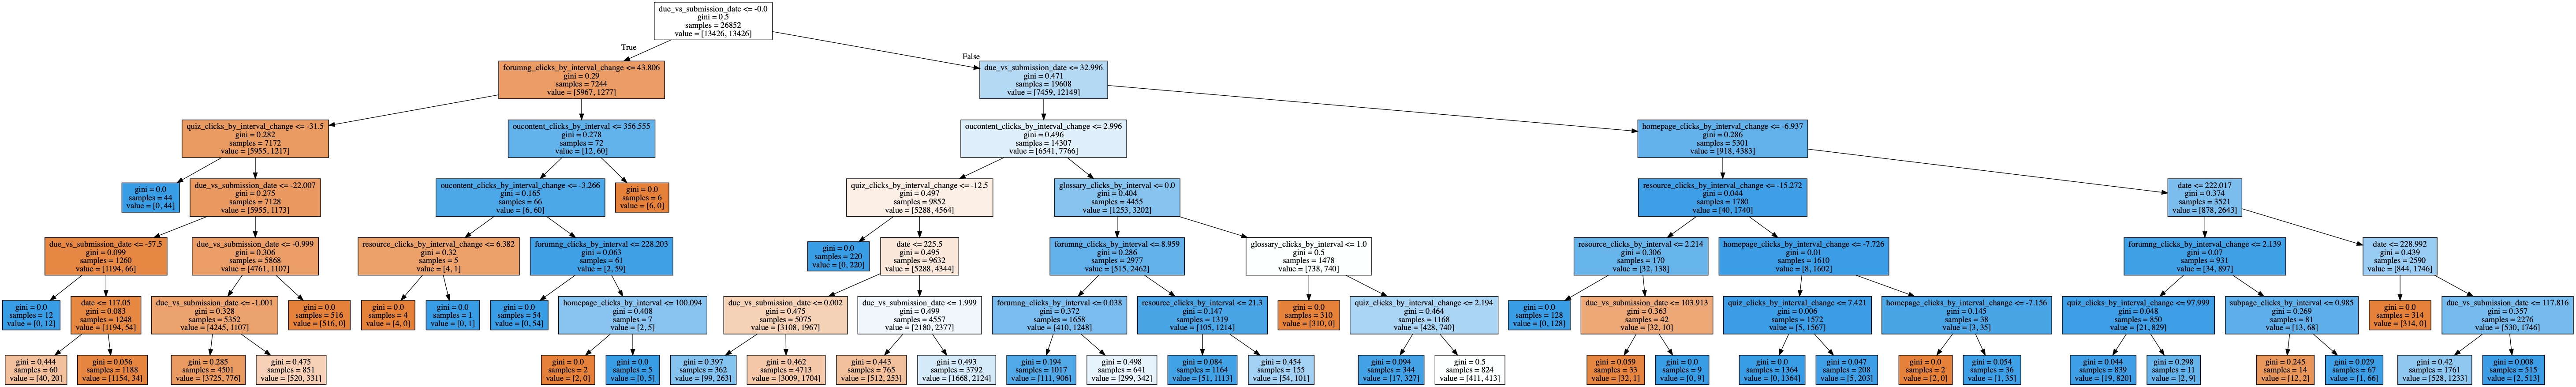 due_vs_submission_date <= -0.0
gini = 0.5
samples = 26852
value = [13426, 13426]
True
False
forumng_clicks_by_interval_change <= 43.806
gini = 0.29
samples = 7244
value = [5967, 1277]
due_vs_submission_date <= 32.996
gini = 0.471
samples = 19608
value = [7459, 12149]
quiz_clicks_by_interval_change <= -31.5
gini = 0.282
samples = 7172
value = [5955, 1217]
oucontent_clicks_by_interval <= 356.555
gini = 0.278
samples = 72
value = [12, 60]
oucontent_clicks_by_interval_change <= 2.996
gini = 0.496
samples = 14307
value = [6541, 7766]
homepage_clicks_by_interval_change <= -6.937
gini = 0.286
samples = 5301
value = [918, 4383]
gini = 0.0
samples = 44
value = [0, 44]
due_vs_submission_date <= -22.007
gini = 0.275
samples = 7128
value = [5955, 1173]
oucontent_clicks_by_interval_change <= -3.266
gini = 0.165
samples = 66
value = [6, 60]
gini = 0.0
samples = 6
value = [6, 0]
quiz_clicks_by_interval_change <= -12.5
gini = 0.497
samples = 9852
value = [5288, 4564]
glossary_clicks_by_interval <= 0.0
gini = 0.404
samples = 4455
value = [1253, 3202]
resource_clicks_by_interval_change <= -15.272
gini = 0.044
samples = 1780
value = [40, 1740]
date <= 222.017
gini = 0.374
samples = 3521
value = [878, 2643]
due_vs_submission_date <= -57.5
gini = 0.099
samples = 1260
value = [1194, 66]
due_vs_submission_date <= -0.999
gini = 0.306
samples = 5868
value = [4761, 1107]
resource_clicks_by_interval_change <= 6.382
gini = 0.32
samples = 5
value = [4, 1]
forumng_clicks_by_interval <= 228.203
gini = 0.063
samples = 61
value = [2, 59]
gini = 0.0
samples = 220
value = [0, 220]
date <= 225.5
gini = 0.495
samples = 9632
value = [5288, 4344]
forumng_clicks_by_interval <= 8.959
gini = 0.286
samples = 2977
value = [515, 2462]
glossary_clicks_by_interval <= 1.0
gini = 0.5
samples = 1478
value = [738, 740]
resource_clicks_by_interval <= 2.214
gini = 0.306
samples = 170
value = [32, 138]
homepage_clicks_by_interval_change <= -7.726
gini = 0.01
samples = 1610
value = [8, 1602]
forumng_clicks_by_interval_change <= 2.139
gini = 0.07
samples = 931
value = [34, 897]
date <= 228.992
gini = 0.439
samples = 2590
value = [844, 1746]
gini = 0.0
samples = 12
value = [0, 12]
date <= 117.05
gini = 0.083
samples = 1248
value = [1194, 54]
due_vs_submission_date <= -1.001
gini = 0.328
samples = 5352
value = [4245, 1107]
gini = 0.0
samples = 516
value = [516, 0]
gini = 0.0
samples = 4
value = [4, 0]
gini = 0.0
samples = 1
value = [0, 1]
gini = 0.0
samples = 54
value = [0, 54]
homepage_clicks_by_interval <= 100.094
gini = 0.408
samples = 7
value = [2, 5]
due_vs_submission_date <= 0.002
gini = 0.475
samples = 5075
value = [3108, 1967]
due_vs_submission_date <= 1.999
gini = 0.499
samples = 4557
value = [2180, 2377]
forumng_clicks_by_interval <= 0.038
gini = 0.372
samples = 1658
value = [410, 1248]
resource_clicks_by_interval <= 21.3
gini = 0.147
samples = 1319
value = [105, 1214]
gini = 0.0
samples = 310
value = [310, 0]
quiz_clicks_by_interval_change <= 2.194
gini = 0.464
samples = 1168
value = [428, 740]
gini = 0.0
samples = 128
value = [0, 128]
due_vs_submission_date <= 103.913
gini = 0.363
samples = 42
value = [32, 10]
quiz_clicks_by_interval_change <= 7.421
gini = 0.006
samples = 1572
value = [5, 1567]
homepage_clicks_by_interval_change <= -7.156
gini = 0.145
samples = 38
value = [3, 35]
quiz_clicks_by_interval_change <= 97.999
gini = 0.048
samples = 850
value = [21, 829]
subpage_clicks_by_interval <= 0.985
gini = 0.269
samples = 81
value = [13, 68]
gini = 0.0
samples = 314
value = [314, 0]
due_vs_submission_date <= 117.816
gini = 0.357
samples = 2276
value = [530, 1746]
gini = 0.444
samples = 60
value = [40, 20]
gini = 0.056
samples = 1188
value = [1154, 34]
gini = 0.285
samples = 4501
value = [3725, 776]
gini = 0.475
samples = 851
value = [520, 331]
gini = 0.0
samples = 2
value = [2, 0]
gini = 0.0
samples = 5
value = [0, 5]
gini = 0.397
samples = 362
value = [99, 263]
gini = 0.462
samples = 4713
value = [3009, 1704]
gini = 0.443
samples = 765
value = [512, 253]
gini = 0.493
samples = 3792
value = [1668, 2124]
gini = 0.194
samples = 1017
value = [111, 906]
gini = 0.498
samples = 641
value = [299, 342]
gini = 0.084
samples = 1164
value = [51, 1113]
gini = 0.454
samples = 155
value = [54, 101]
gini = 0.094
samples = 344
value = [17, 327]
gini = 0.5
samples = 824
value = [411, 413]
gini = 0.059
samples = 33
value = [32, 1]
gini = 0.0
samples = 9
value = [0, 9]
gini = 0.0
samples = 1364
value = [0, 1364]
gini = 0.047
samples = 208
value = [5, 203]
gini = 0.0
samples = 2
value = [2, 0]
gini = 0.054
samples = 36
value = [1, 35]
gini = 0.044
samples = 839
value = [19, 820]
gini = 0.298
samples = 11
value = [2, 9]
gini = 0.245
samples = 14
value = [12, 2]
gini = 0.029
samples = 67
value = [1, 66]
gini = 0.42
samples = 1761
value = [528, 1233]
gini = 0.008
samples = 515
value = [2, 513]